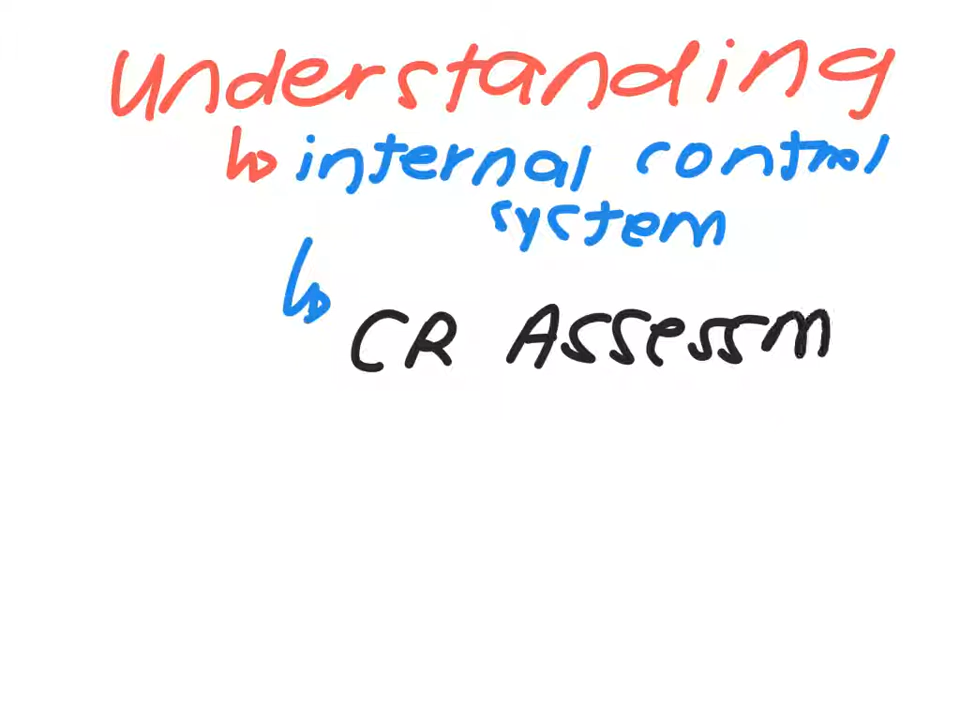 understanding
↳ internal control
system
↳ CR Assessm